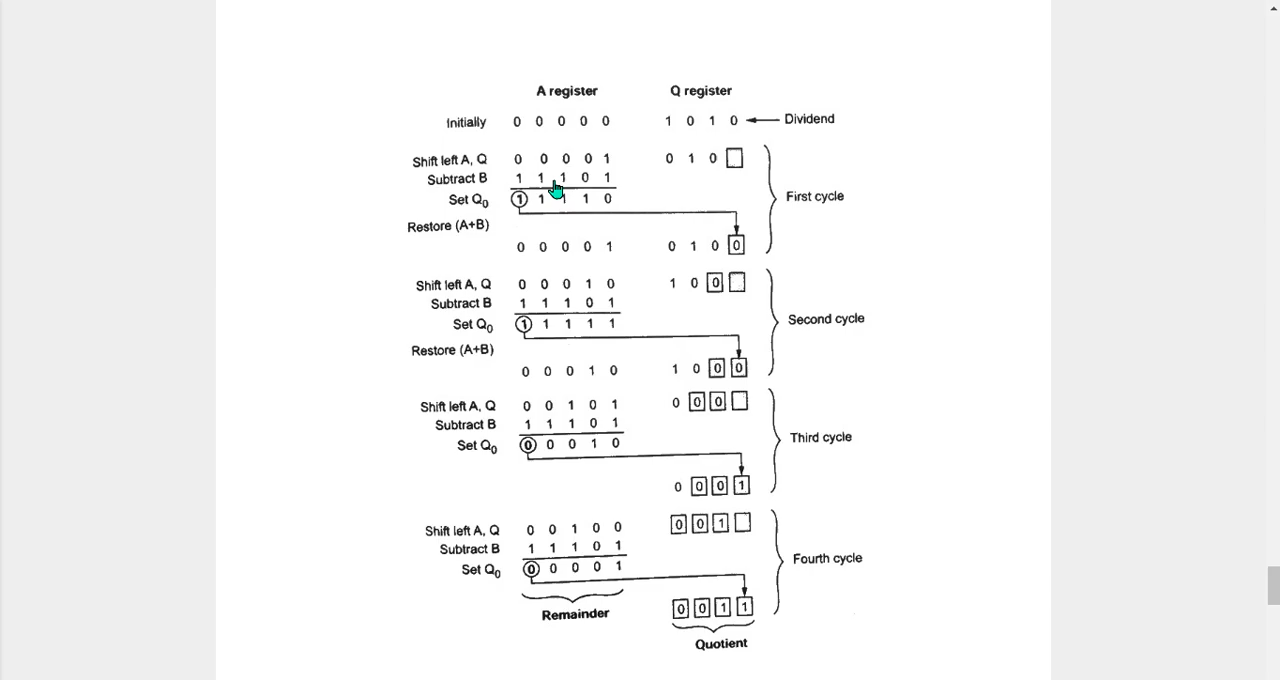 A register Q register
Initially 0 0 0 0 0 1 0 1 0 Dividend
Shift left A, Q 0 0 0 0 1 0 1 0
Subtract B 1 1 1 0 1
Set Q0 1 1 1 1 0 First cycle
Restore (A+B)
0 0 0 0 1 0 1 0 0
Shift left A, Q 0 0 0 1 0 1 0 0
Subtract B 1 1 1 0 1
Set Q0 1 1 1 1 1 Second cycle
Restore (A+B)
0 0 0 1 0 1 0 0 0
Shift left A, Q 0 0 1 0 1 0 0 0
Subtract B 1 1 1 0 1
Set Q0 0 0 0 1 0 Third cycle
0 0 0 1
Shift left A, Q 0 0 1 0 0 0 0 1
Subtract B 1 1 1 0 1
Set Q0 0 0 0 0 1 Fourth cycle
0 0 1 1
Remainder
Quotient